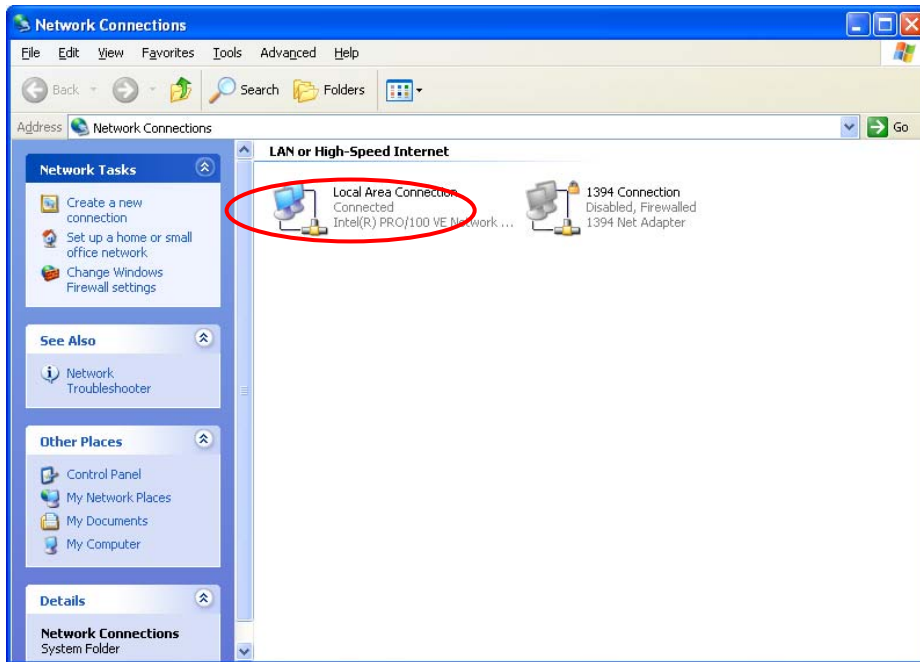 Network Connections
File Edit View Favorites Tools Advanced Help
Back Search Folders
Address Network Connections Go
Network Tasks
Create a new
connection
Set up a home or small
office network
Change Windows
Firewall settings
See Also
Network
Troubleshooter
Other Places
Control Panel
My Network Places
My Documents
My Computer
Details
Network Connections
System Folder
LAN or High-Speed Internet
Local Area Connection
Connected
Intel(R) PRO/100 VE Network ...
1394 Connection
Disabled, Firewalled
1394 Net Adapter